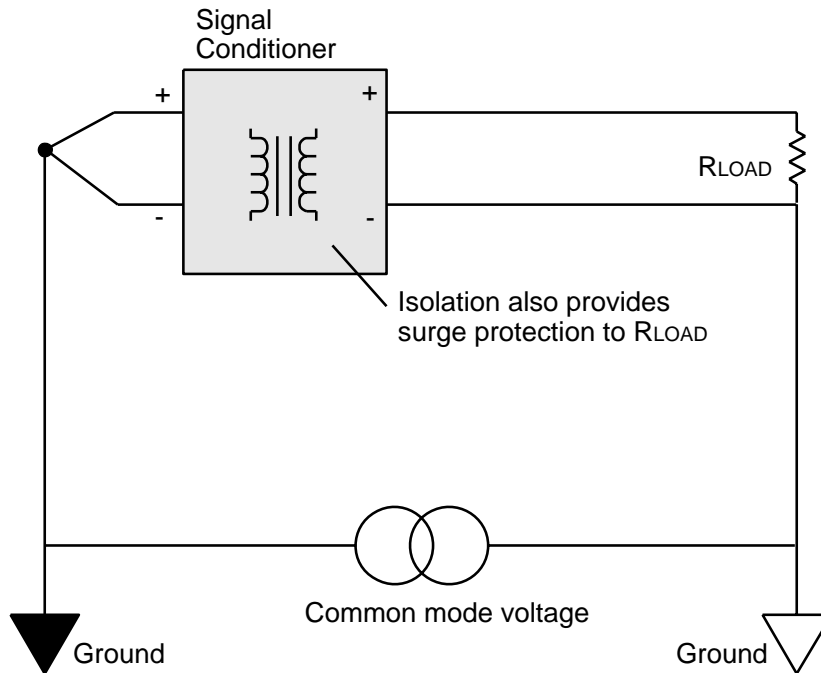 Signal
Conditioner
+
+
-
-
RLOAD
Isolation also provides
surge protection to RLOAD
Common mode voltage
Ground
Ground